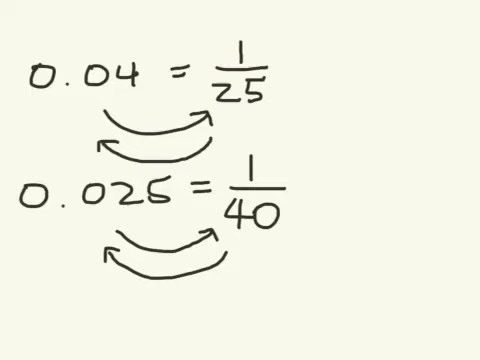 0.04 = 1/25
0.025 = 1/40